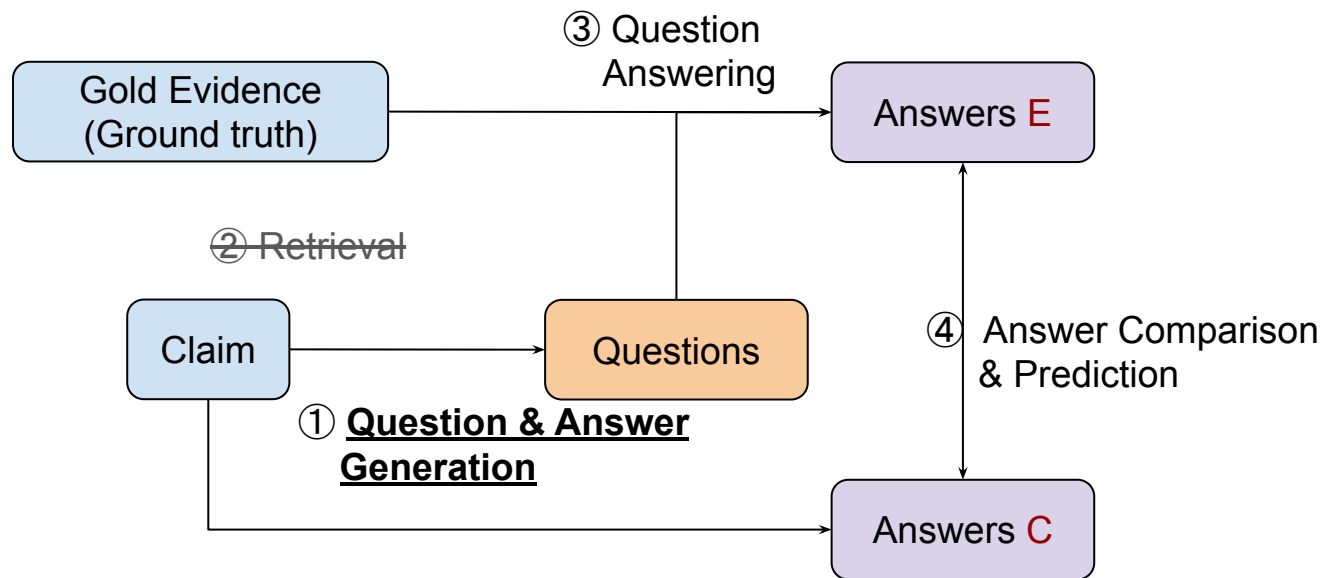 ③ Question
Answering
Gold Evidence
(Ground truth)
Answers E
② Retrieval
Claim
Questions
④ Answer Comparison
& Prediction
① Question & Answer
Generation
Answers C